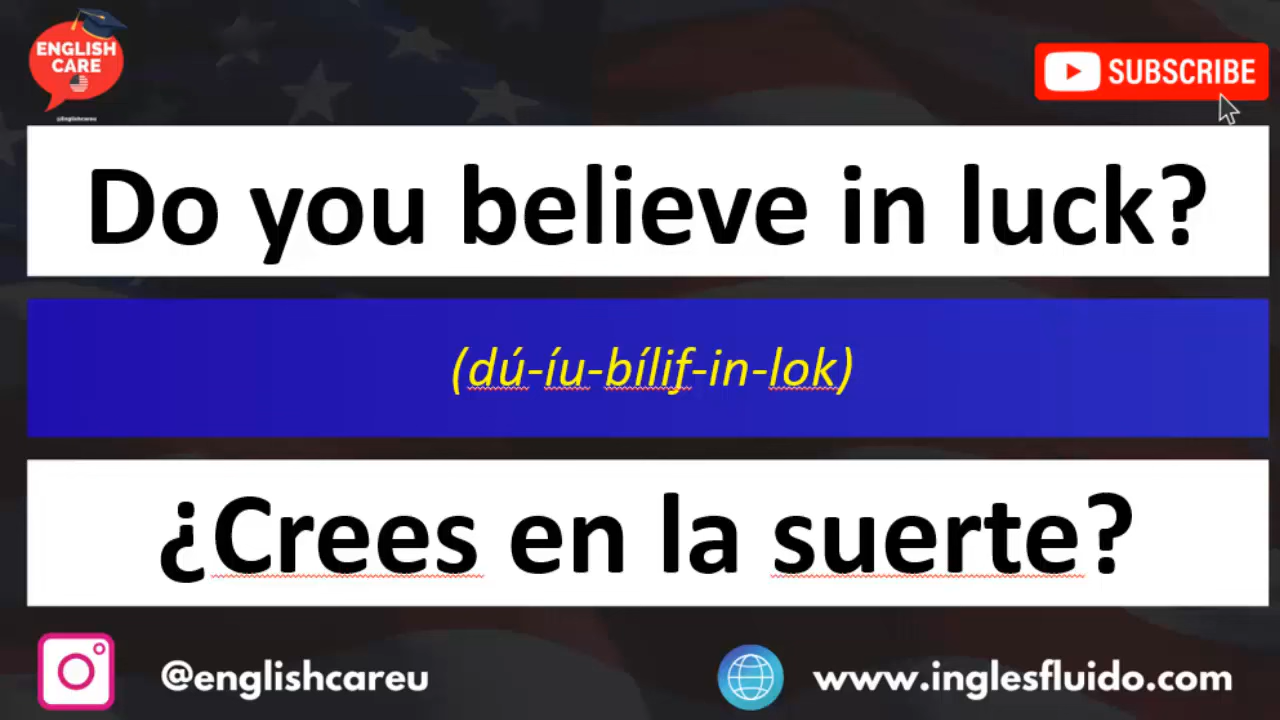 ENGLISH
CARE
@Englishcareu
SUBSCRIBE
Do you believe in luck?
(dú-íu-bílif-in-lok)
¿Crees en la suerte?
@englishcareu
www.inglesfluido.com